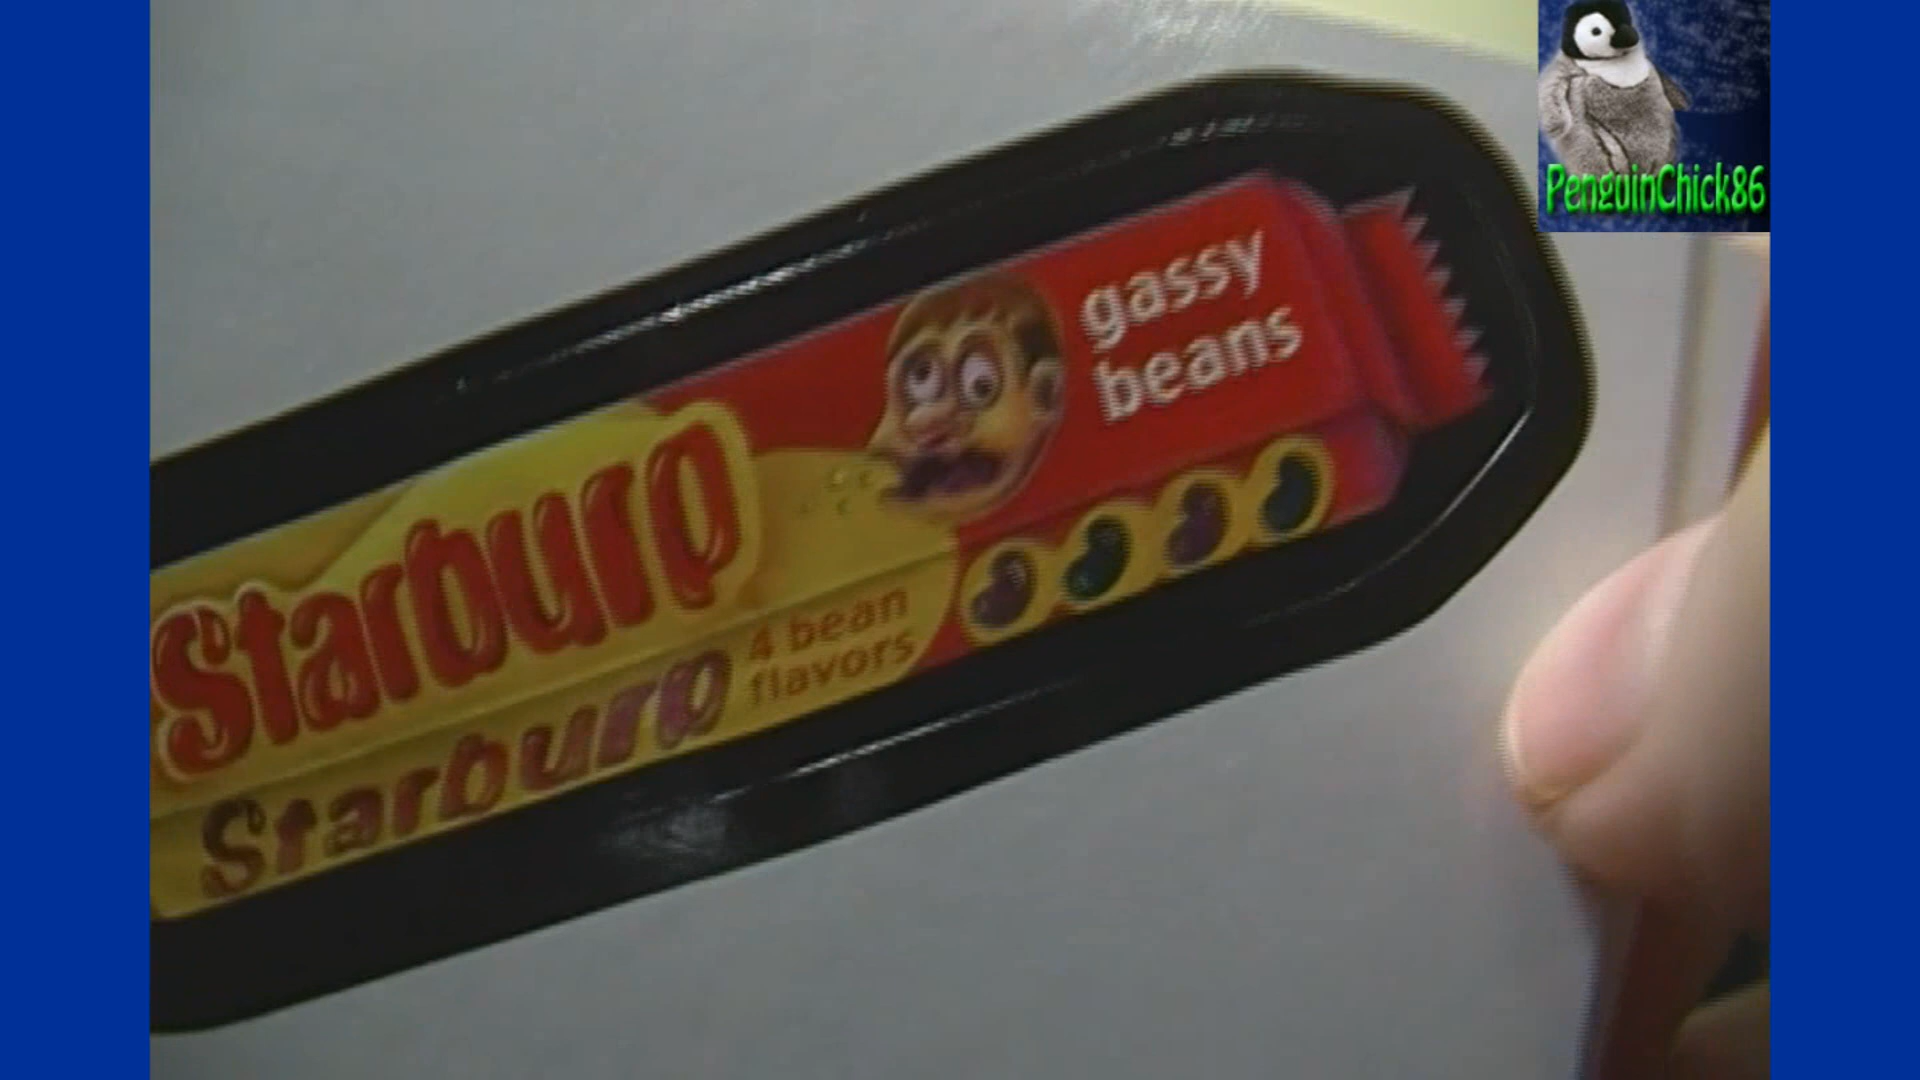 PenguinChick86
gassy
beans
Starburp
4 bean
flavors
Starburp